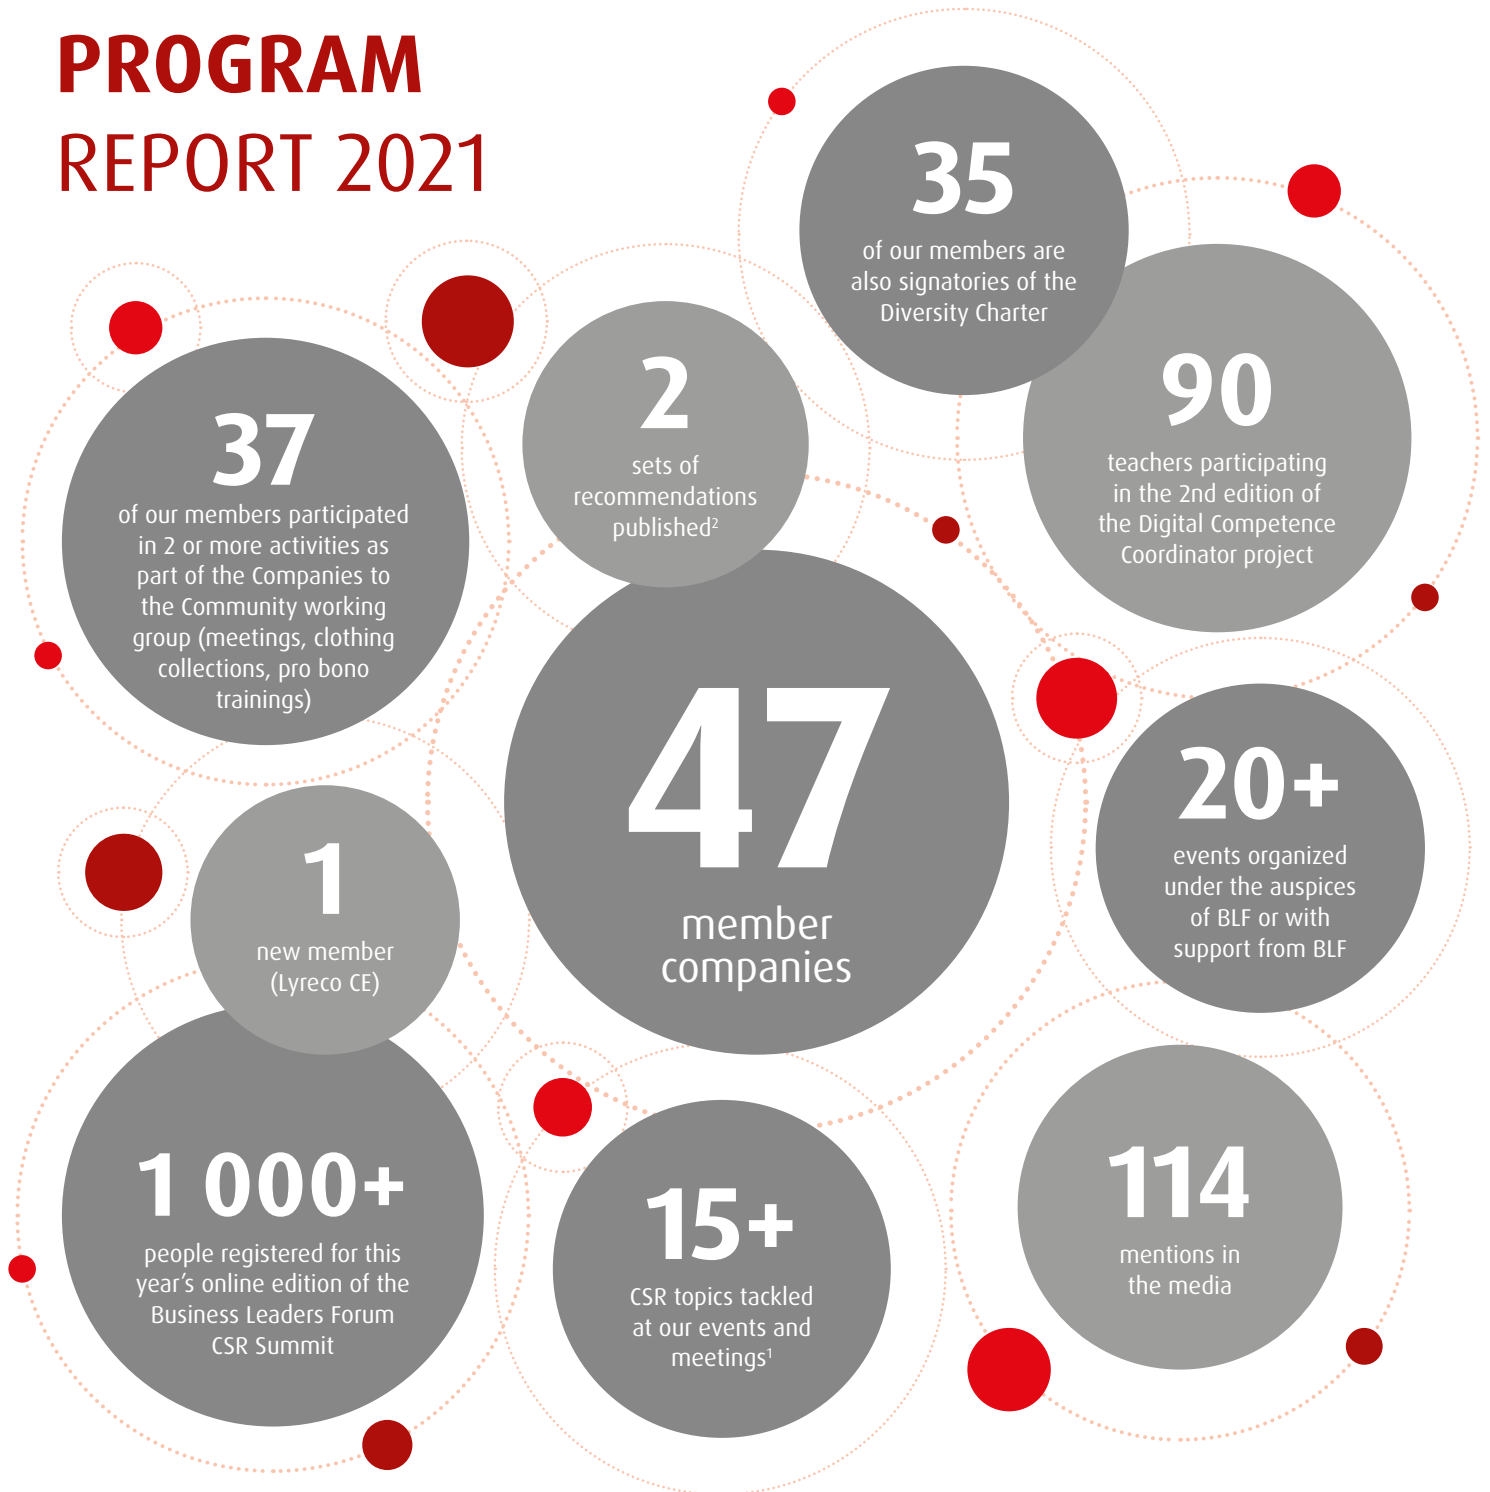 PROGRAM
REPORT 2021
35
of our members are
also signatories of the
Diversity Charter
90
teachers participating
in the 2nd edition of
the Digital Competence
Coordinator project
2
sets of
recommendations
published²
37
of our members participated
in 2 or more activities as
part of the Companies to
the Community working
group (meetings, clothing
collections, pro bono
trainings)
47
member
companies
20+
events organized
under the auspices
of BLF or with
support from BLF
1
new member
(Lyreco CE)
1 000+
people registered for this
year’s online edition of the
Business Leaders Forum
CSR Summit
15+
CSR topics tackled
at our events and
meetings¹
114
mentions in
the media